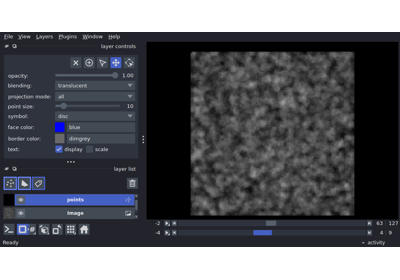 File View Layers Plugins Window Help
layer controls
opacity: 1.00
blending: translucent
projection mode: all
point size: 10
symbol: disc
face color: blue
border color: dimgrey
text: display scale
layer list
points
Image
-2 63 127
-4 4 9
Ready activity